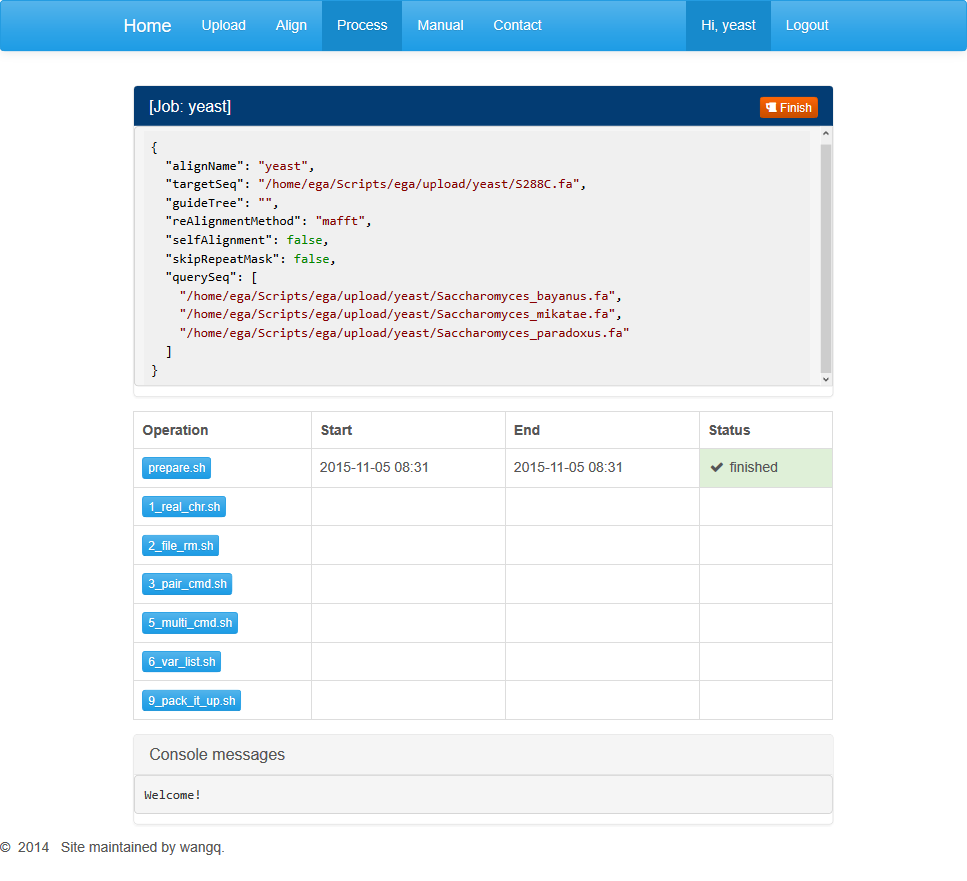 Home Upload Align Process Manual Contact Hi, yeast Logout
[Job: yeast] Finish
{
  "alignName": "yeast",
  "targetSeq": "/home/ega/Scripts/ega/upload/yeast/S288C.fa",
  "guideTree": "",
  "reAlignmentMethod": "mafft",
  "selfAlignment": false,
  "skipRepeatMask": false,
  "querySeq": [
    "/home/ega/Scripts/ega/upload/yeast/Saccharomyces_bayanus.fa",
    "/home/ega/Scripts/ega/upload/yeast/Saccharomyces_mikatae.fa",
    "/home/ega/Scripts/ega/upload/yeast/Saccharomyces_paradoxus.fa"
  ]
}
Operation Start End Status
prepare.sh 2015-11-05 08:31 2015-11-05 08:31 ✔ finished
1_real_chr.sh
2_file_rm.sh
3_pair_cmd.sh
5_multi_cmd.sh
6_var_list.sh
9_pack_it_up.sh
Console messages
Welcome!
© 2014 Site maintained by wangq.